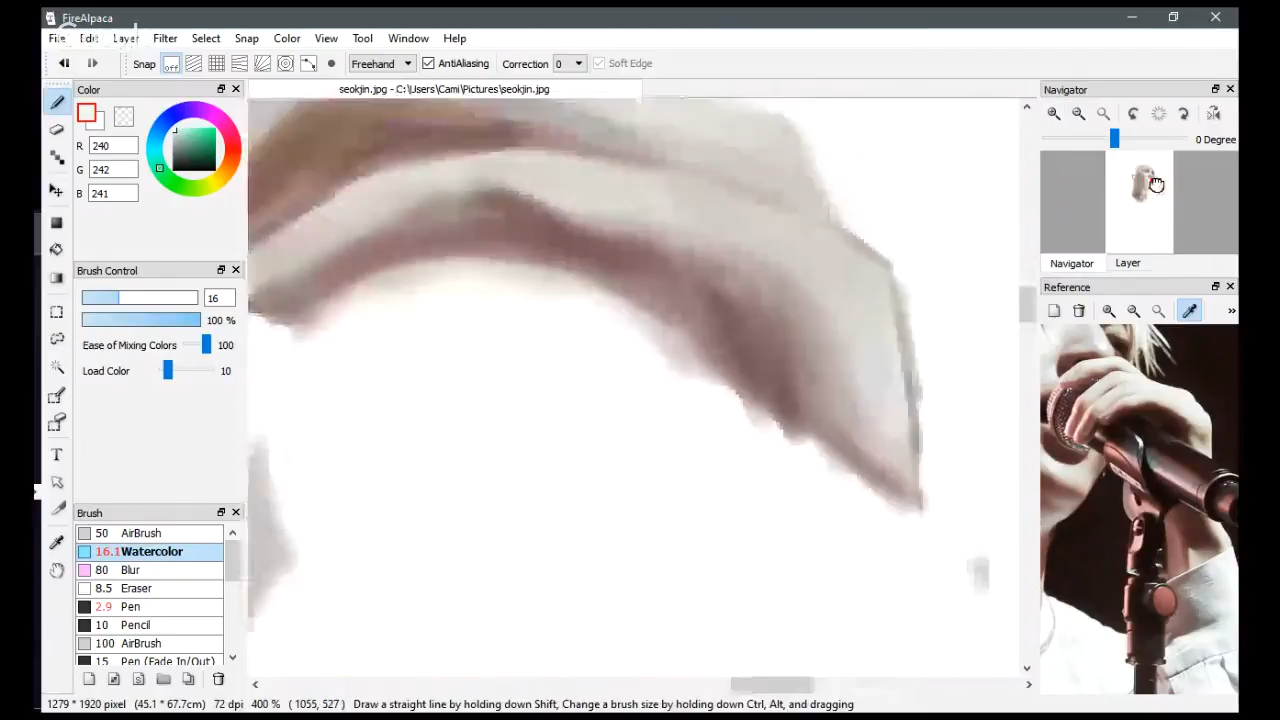 FireAlpaca
Google
File Edit Layer Filter Select Snap Color View Tool Window Help
Snap off Freehand AntiAliasing Correction 0 Soft Edge
Color
R 240
G 242
B 241
Brush Control
16
100 %
Ease of Mixing Colors 100
Load Color 10
Brush
50 AirBrush
16.1 Watercolor
80 Blur
8.5 Eraser
2.9 Pen
10 Pencil
100 AirBrush
15 Pen (Fade In/Out)
seokjin.jpg - C:\Users\Cami\Pictures\seokjin.jpg
Navigator
0 Degree
Navigator Layer
Reference
»
1279 * 1920 pixel (45.1 * 67.7cm) 72 dpi 400 % ( 1055, 527 ) Draw a straight line by holding down Shift, Change a brush size by holding down Ctrl, Alt, and dragging